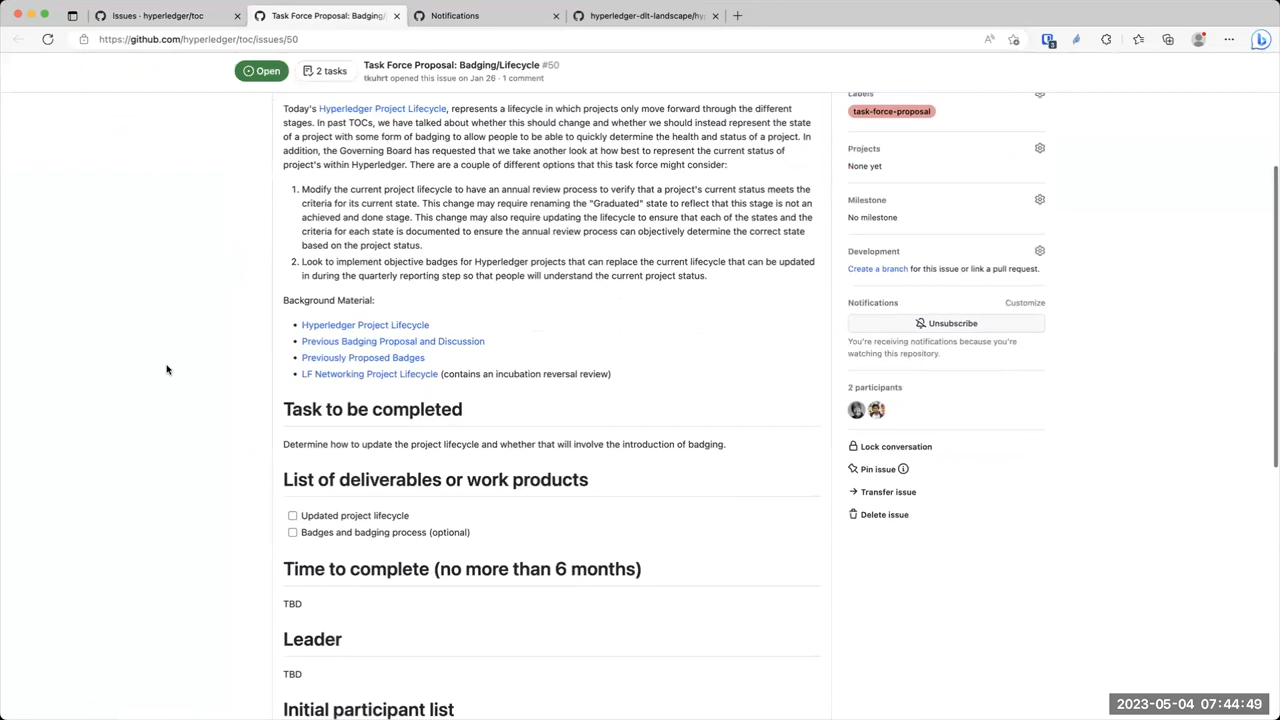 Issues · hyperledger/toc
Task Force Proposal: Badging/
Notifications
hyperledger-dlt-landscape/hy
https://github.com/hyperledger/toc/issues/50
Open
2 tasks
Task Force Proposal: Badging/Lifecycle #50
tkuhrt opened this issue on Jan 26 · 1 comment
Today's Hyperledger Project Lifecycle, represents a lifecycle in which projects only move forward through the different
stages. In past TOCs, we have talked about whether this should change and whether we should instead represent the state
of a project with some form of badging to allow people to be able to quickly determine the health and status of a project. In
addition, the Governing Board has requested that we take another look at how best to represent the current status of
project's within Hyperledger. There are a couple of different options that this task force might consider:
1. Modify the current project lifecycle to have an annual review process to verify that a project's current status meets the
criteria for its current state. This change may require renaming the "Graduated" state to reflect that this stage is not an
achieved and done stage. This change may also require updating the lifecycle to ensure that each of the states and the
criteria for each state is documented to ensure the annual review process can objectively determine the correct state
based on the project status.
2. Look to implement objective badges for Hyperledger projects that can replace the current lifecycle that can be updated
in during the quarterly reporting step so that people will understand the current project status.
Background Material:
• Hyperledger Project Lifecycle
• Previous Badging Proposal and Discussion
• Previously Proposed Badges
• LF Networking Project Lifecycle (contains an incubation reversal review)
Task to be completed
Determine how to update the project lifecycle and whether that will involve the introduction of badging.
List of deliverables or work products
Updated project lifecycle
Badges and badging process (optional)
Time to complete (no more than 6 months)
TBD
Leader
TBD
Initial participant list
Labels
task-force-proposal
Projects
None yet
Milestone
No milestone
Development
Create a branch for this issue or link a pull request.
Notifications
Customize
Unsubscribe
You're receiving notifications because you're
watching this repository.
2 participants
Lock conversation
Pin issue
Transfer issue
Delete issue
2023-05-04 07:44:49